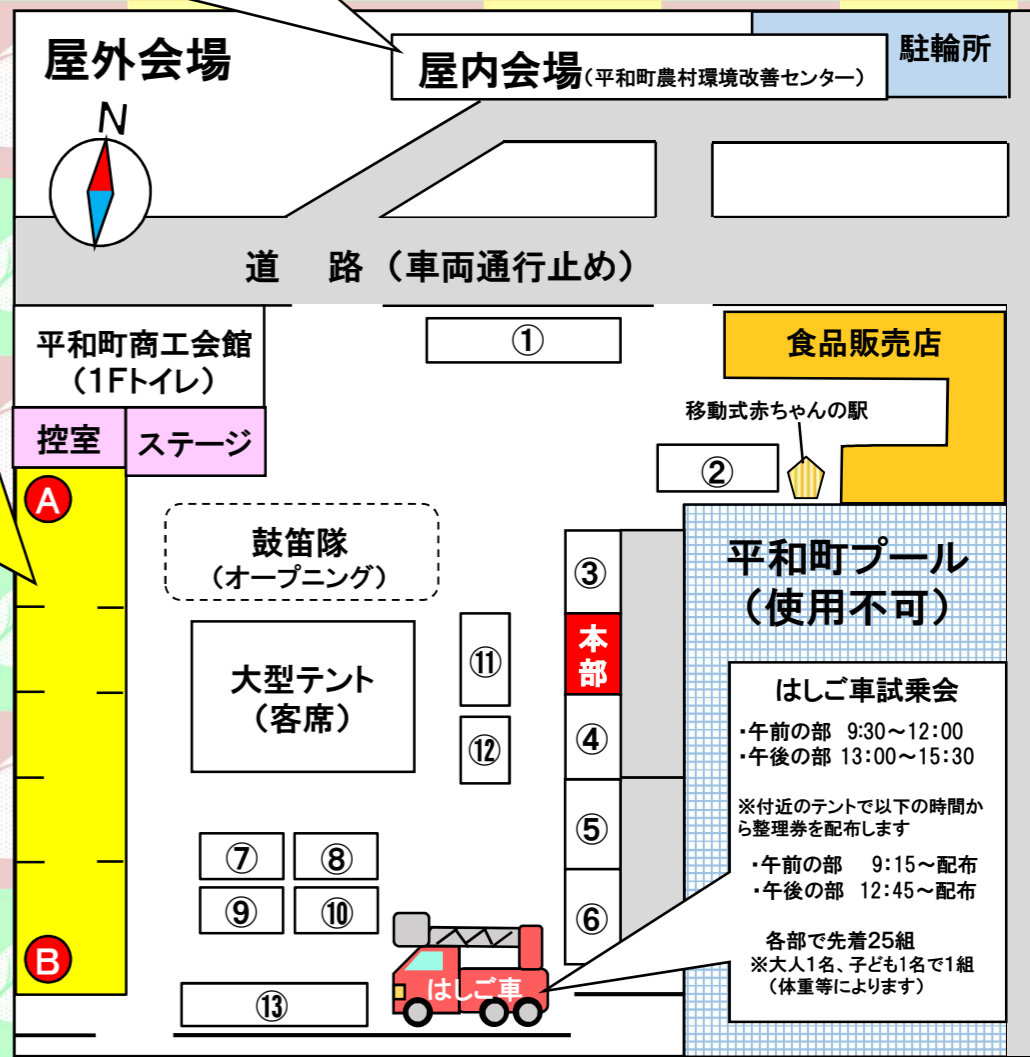 屋外会場
屋内会場(平和町農村環境改善センター)
駐輪所
N
道 路（車両通行止め）
平和町商工会館
（1Fトイレ）
①
食品販売店
移動式赤ちゃんの駅
控室
ステージ
②
A
鼓笛隊
（オープニング）
③
平和町プール
（使用不可）
本部
大型テント
（客席）
⑪
⑫
④
はしご車試乗会
・午前の部 9:30～12:00
・午後の部 13:00～15:30
※付近のテントで以下の時間か
ら整理券を配布します
・午前の部 9:15～配布
・午後の部 12:45～配布
各部で先着25組
※大人1名、子ども1名で1組
（体重等によります）
⑤
⑦
⑧
⑨
⑩
⑥
B
はしご車
⑬